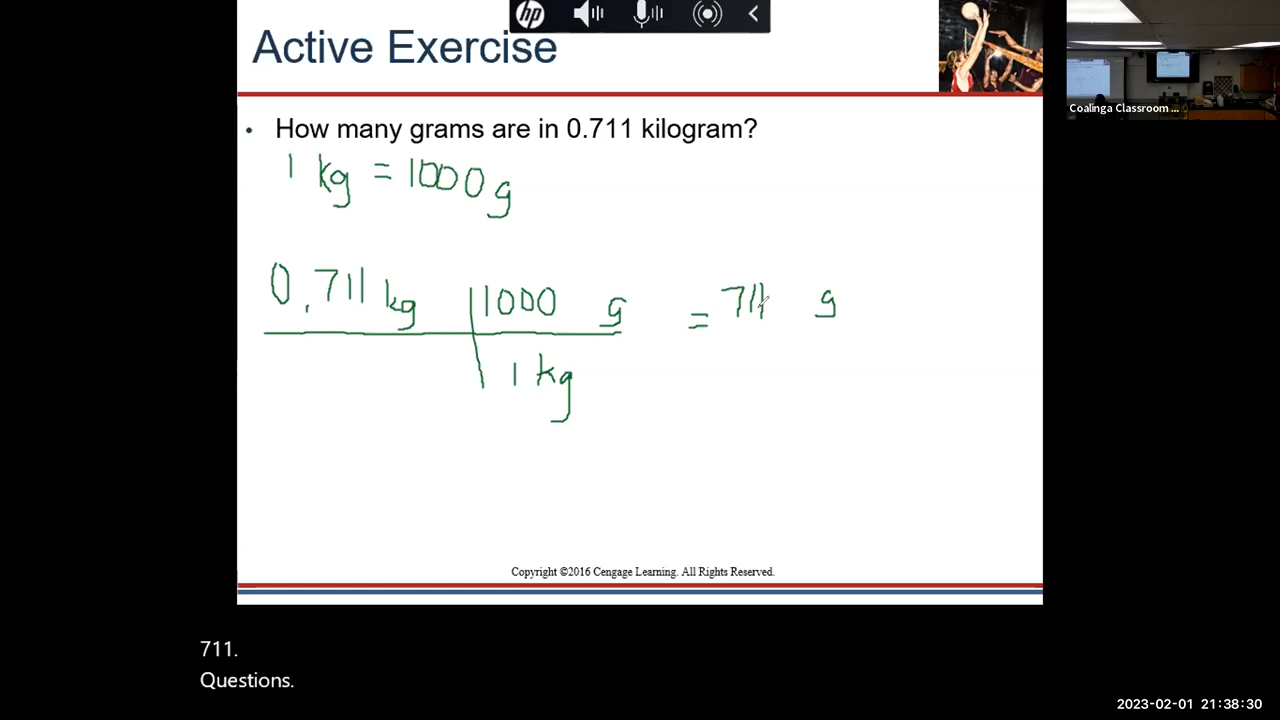 hp
Active Exercise
Coalinga Classroom ...
• How many grams are in 0.711 kilogram?
1 kg = 1000 g
0.711 kg | 1000 g = 711 g
1 kg
Copyright ©2016 Cengage Learning. All Rights Reserved.
711.
Questions.
2023-02-01 21:38:30